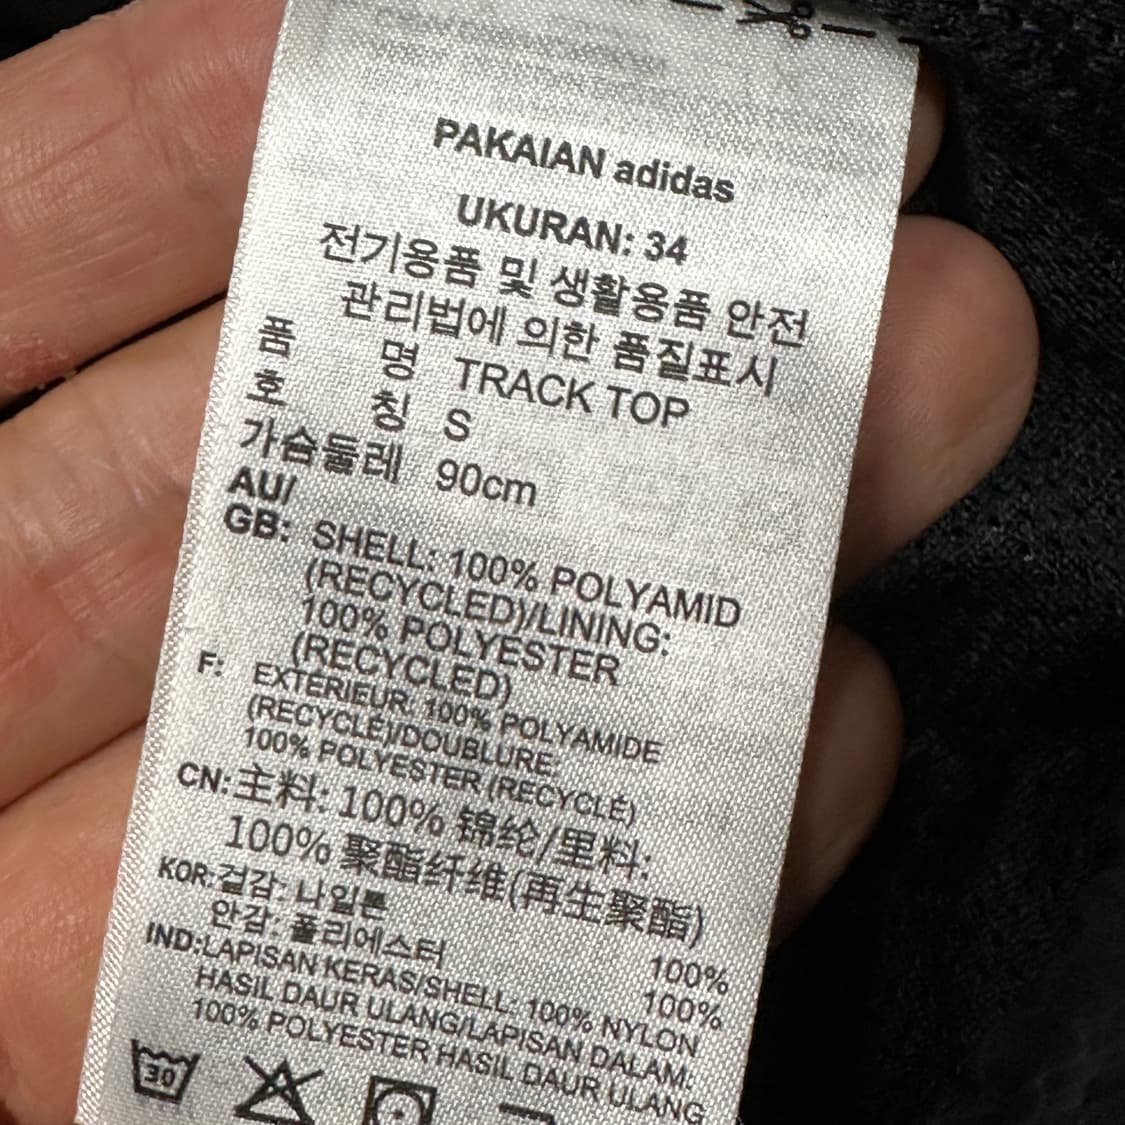 PAKAIAN adidas
UKURAN: 34
전기용품 및 생활용품 안전
관리법에 의한 품질표시
품 명 TRACK TOP
호 칭 S
가슴둘레 90cm
AU/
GB: SHELL: 100% POLYAMID
(RECYCLED)/LINING:
100% POLYESTER
(RECYCLED)
F: EXTÉRIEUR: 100% POLYAMIDE
(RECYCLÉ)/DOUBLURE:
100% POLYESTER (RECYCLÉ)
CN: 主料: 100% 锦纶/里料:
100% 聚酯纤维(再生聚酯)
KOR: 겉감: 나일론 100%
안감: 폴리에스터 100%
IND: LAPISAN KERAS/SHELL: 100% NYLON
HASIL DAUR ULANG/LAPISAN DALAM:
100% POLYESTER HASIL DAUR ULANG
30